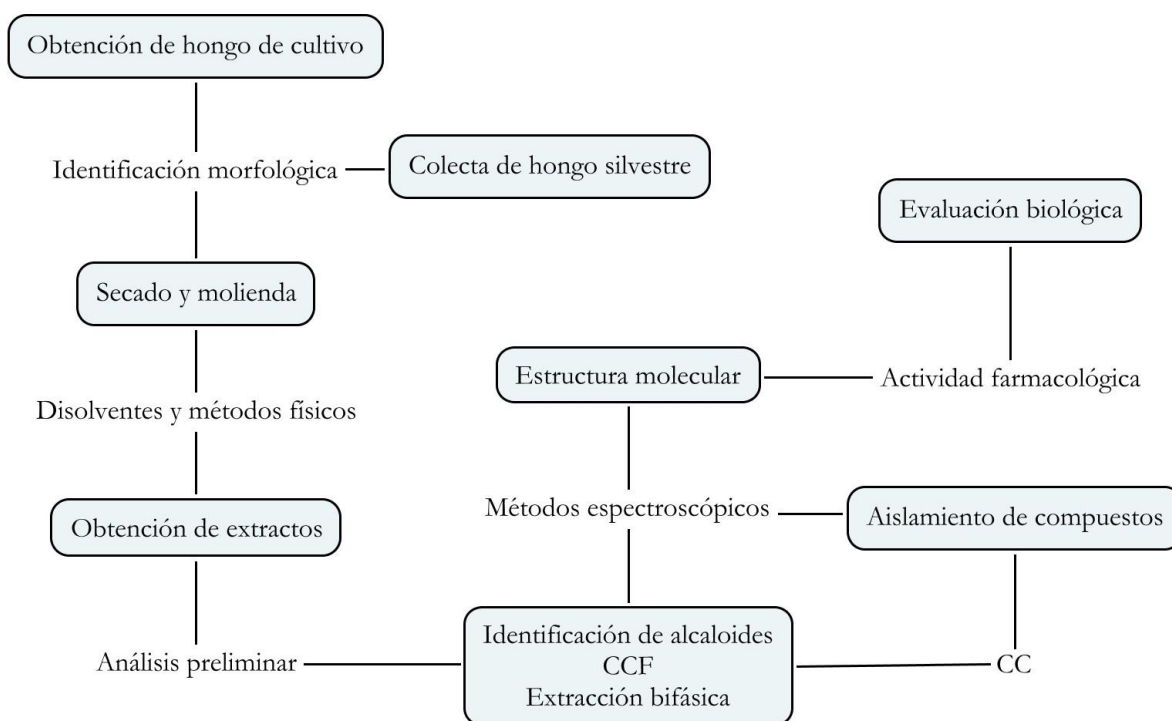 Obtención de hongo de cultivo
Identificación morfológica
Colecta de hongo silvestre
Evaluación biológica
Secado y molienda
Estructura molecular
Actividad farmacológica
Disolventes y métodos físicos
Métodos espectroscópicos
Aislamiento de compuestos
Obtención de extractos
Identificación de alcaloides
CCF
Extracción bifásica
Análisis preliminar
CC